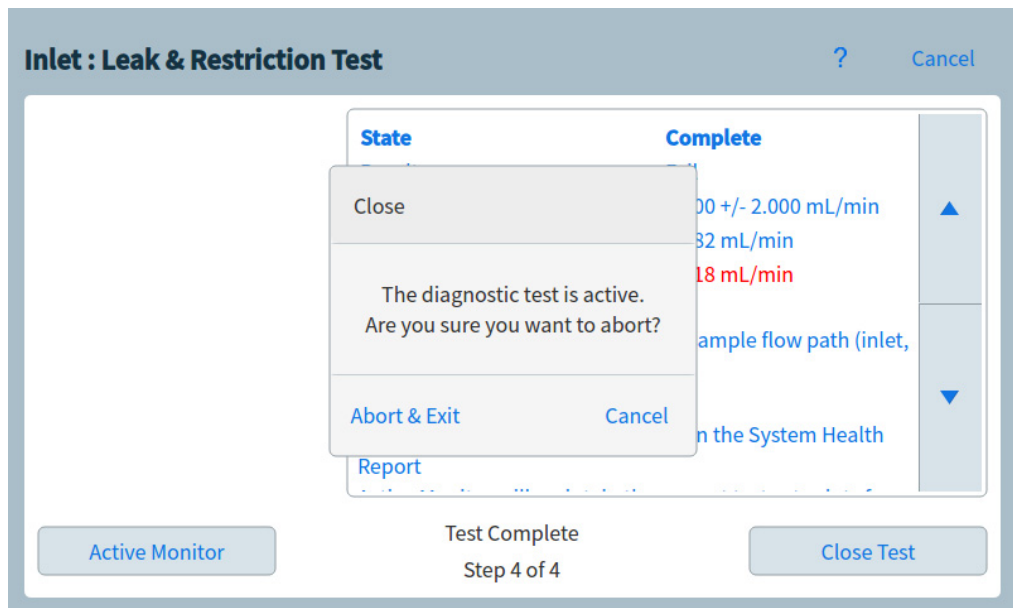 Inlet : Leak & Restriction Test
?
Cancel
State Complete
00 +/- 2.000 mL/min
32 mL/min
18 mL/min
ample flow path (inlet,
n the System Health
Report
Close
The diagnostic test is active.
Are you sure you want to abort?
Abort & Exit
Cancel
Active Monitor
Test Complete
Step 4 of 4
Close Test